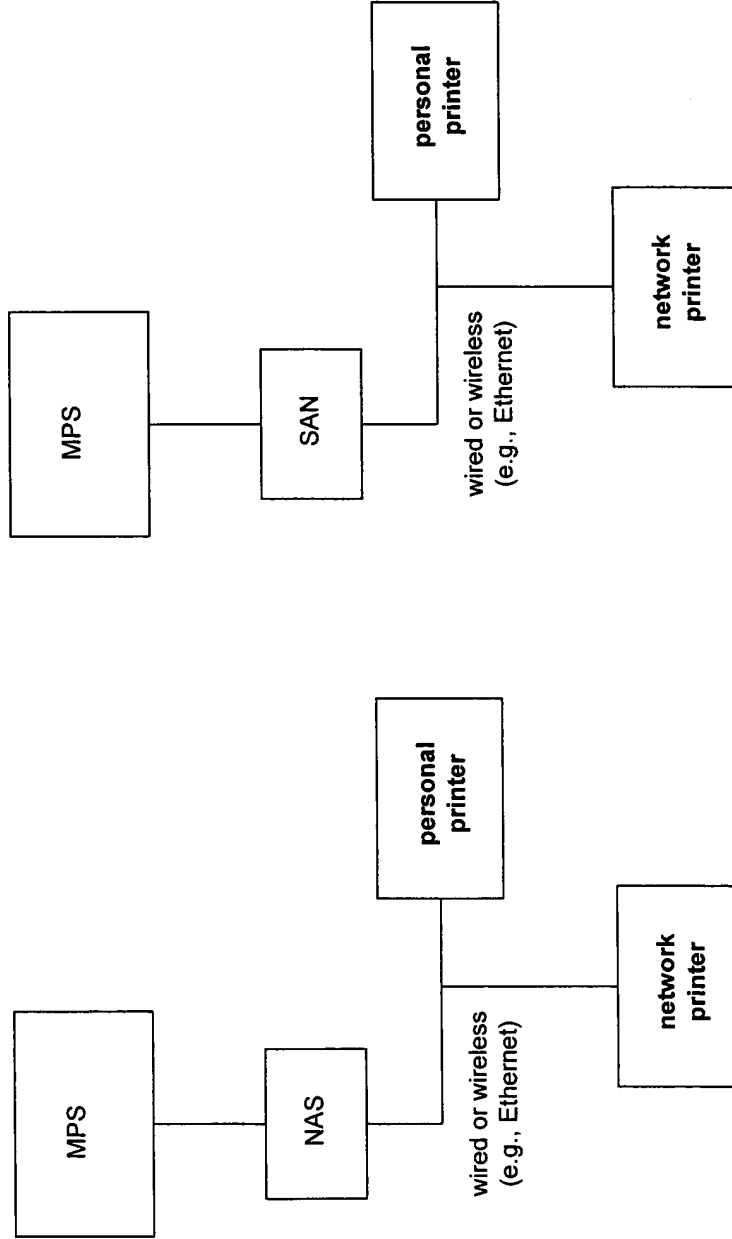 MPS
NAS
wired or wireless
(e.g., Ethernet)
personal
printer
network
printer
MPS
SAN
wired or wireless
(e.g., Ethernet)
personal
printer
network
printer